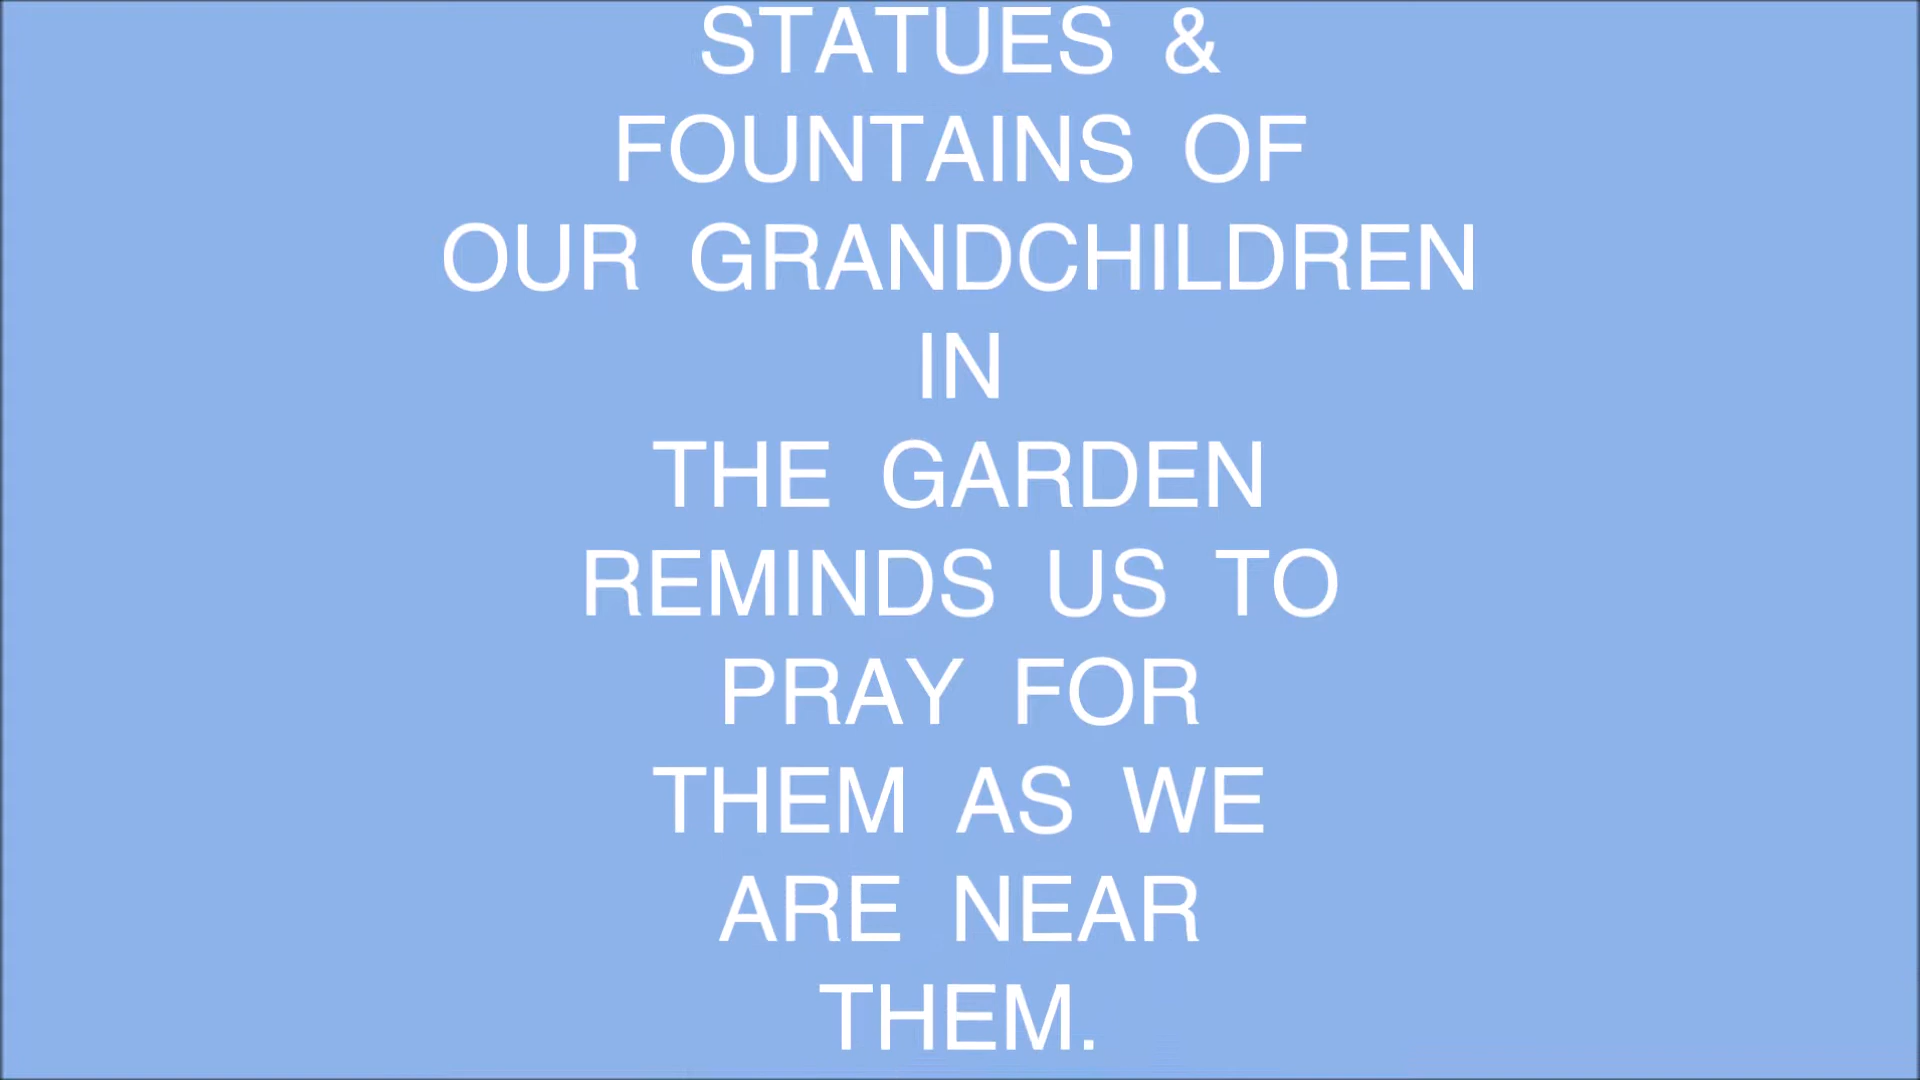 STATUES &
FOUNTAINS OF
OUR GRANDCHILDREN
IN
THE GARDEN
REMINDS US TO
PRAY FOR
THEM AS WE
ARE NEAR
THEM.